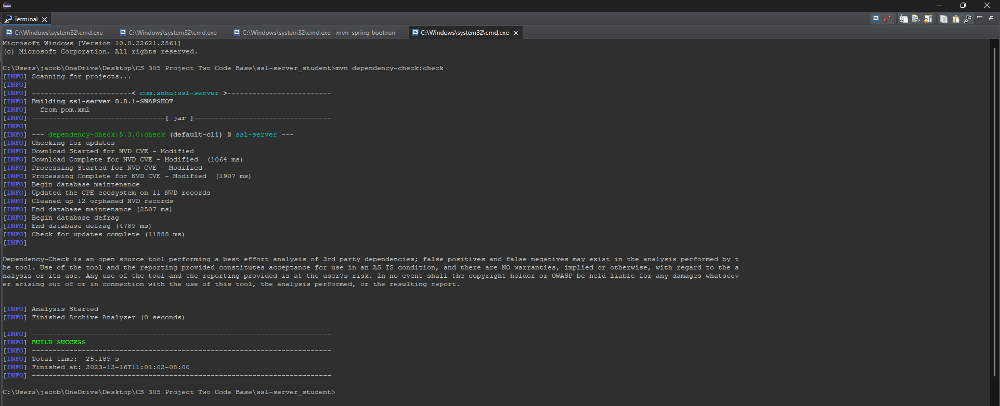 Terminal
C:\Windows\system32\cmd.exe C:\Windows\system32\cmd.exe C:\Windows\system32\cmd.exe - mvn spring-boot:run C:\Windows\system32\cmd.exe
Microsoft Windows [Version 10.0.22621.2861]
(c) Microsoft Corporation. All rights reserved.
C:\Users\jacob\OneDrive\Desktop\CS 305 Project Two Code Base\ssl-server_student>mvn dependency-check:check
[INFO] Scanning for projects...
[INFO]
[INFO] ------------------------< com.snhu:ssl-server >-------------------------
[INFO] Building ssl-server 0.0.1-SNAPSHOT
[INFO]   from pom.xml
[INFO] --------------------------------[ jar ]---------------------------------
[INFO]
[INFO] --- dependency-check:5.3.0:check (default-cli) @ ssl-server ---
[INFO] Checking for updates
[INFO] Download Started for NVD CVE - Modified
[INFO] Download Complete for NVD CVE - Modified  (1064 ms)
[INFO] Processing Started for NVD CVE - Modified
[INFO] Processing Complete for NVD CVE - Modified  (1907 ms)
[INFO] Begin database maintenance
[INFO] Updated the CPE ecosystem on 11 NVD records
[INFO] Cleaned up 12 orphaned NVD records
[INFO] End database maintenance (2507 ms)
[INFO] Begin database defrag
[INFO] End database defrag (4789 ms)
[INFO] Check for updates complete (11888 ms)
[INFO]
Dependency-Check is an open source tool performing a best effort analysis of 3rd party dependencies; false positives and false negatives may exist in the analysis performed by t
he tool. Use of the tool and the reporting provided constitutes acceptance for use in an AS IS condition, and there are NO warranties, implied or otherwise, with regard to the a
nalysis or its use. Any use of the tool and the reporting provided is at the user?s risk. In no event shall the copyright holder or OWASP be held liable for any damages whatsoev
er arising out of or in connection with the use of this tool, the analysis performed, or the resulting report.
[INFO] Analysis Started
[INFO] Finished Archive Analyzer (0 seconds)
[INFO] ------------------------------------------------------------------------
[INFO] BUILD SUCCESS
[INFO] ------------------------------------------------------------------------
[INFO] Total time:  25.189 s
[INFO] Finished at: 2023-12-16T11:01:02-08:00
[INFO] ------------------------------------------------------------------------
C:\Users\jacob\OneDrive\Desktop\CS 305 Project Two Code Base\ssl-server_student>